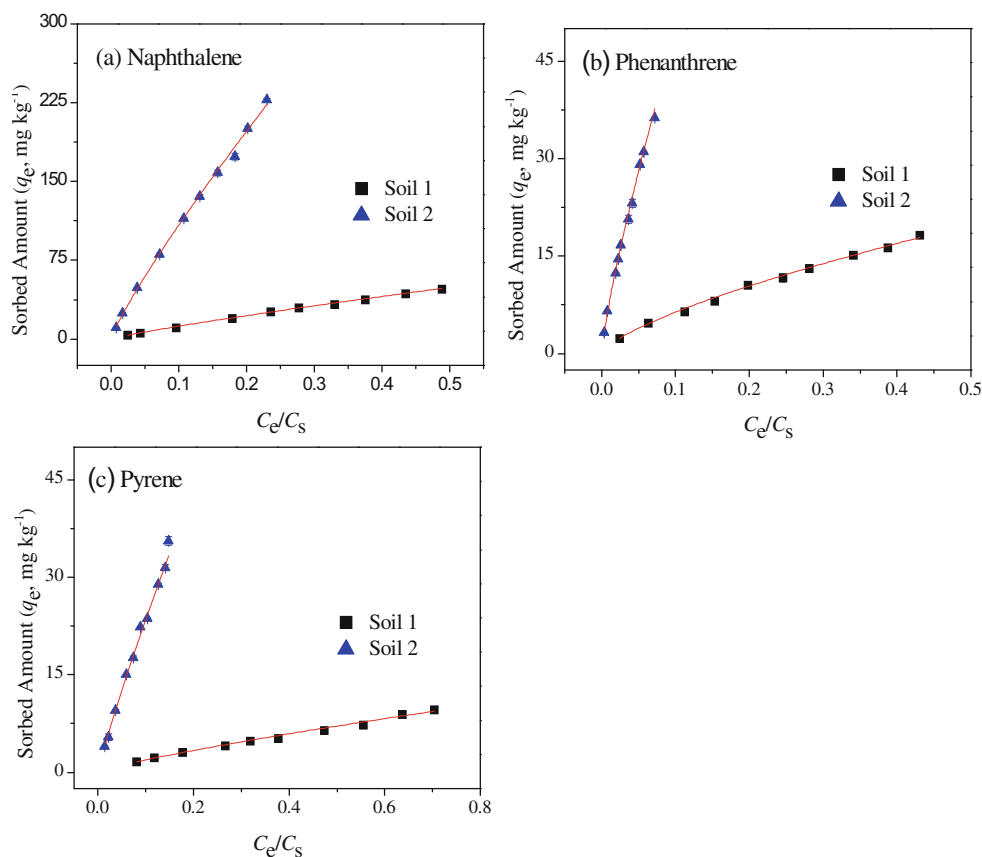 (a) Naphthalene
Sorbed Amount (qe, mg kg-1)
300
225
150
75
0
Soil 1
Soil 2
0.0 0.1 0.2 0.3 0.4 0.5
Ce/Cs
(b) Phenanthrene
Sorbed Amount (qe, mg kg-1)
45
30
15
0
Soil 1
Soil 2
0.0 0.1 0.2 0.3 0.4 0.5
Ce/Cs
(c) Pyrene
Sorbed Amount (qe, mg kg-1)
45
30
15
0
Soil 1
Soil 2
0.0 0.2 0.4 0.6 0.8
Ce/Cs